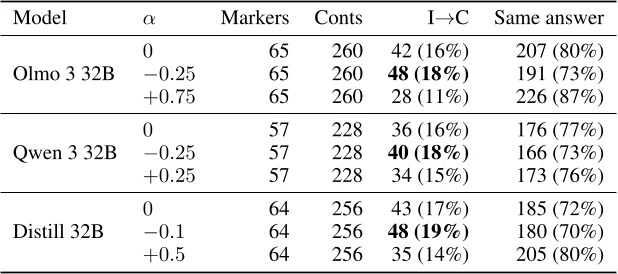 Model α Markers Conts I→C Same answer
0 65 260 42 (16%) 207 (80%)
Olmo 3 32B −0.25 65 260 48 (18%) 191 (73%)
+0.75 65 260 28 (11%) 226 (87%)
0 57 228 36 (16%) 176 (77%)
Qwen 3 32B −0.25 57 228 40 (18%) 166 (73%)
+0.25 57 228 34 (15%) 173 (76%)
0 64 256 43 (17%) 185 (72%)
Distill 32B −0.1 64 256 48 (19%) 180 (70%)
+0.5 64 256 35 (14%) 205 (80%)